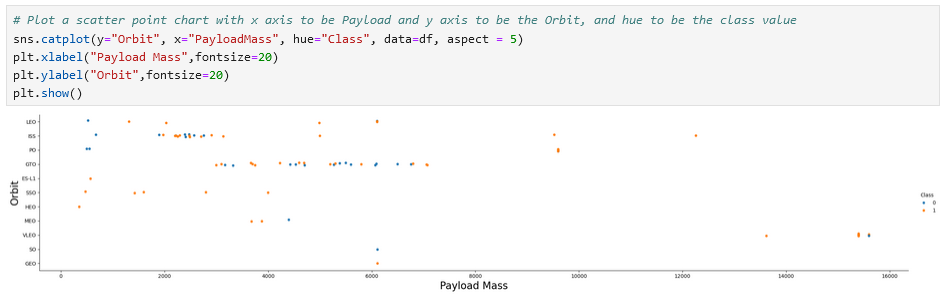 # Plot a scatter point chart with x axis to be Payload and y axis to be the Orbit, and hue to be the class value
sns.catplot(y="Orbit", x="PayloadMass", hue="Class", data=df, aspect = 5)
plt.xlabel("Payload Mass",fontsize=20)
plt.ylabel("Orbit",fontsize=20)
plt.show()
LEO
ISS
PO
GTO
ES-L1
SSO
HEO
MEO
VLEO
SO
GEO
Orbit
Class
0
1
0 2000 4000 6000 8000 10000 12000 14000 16000
Payload Mass